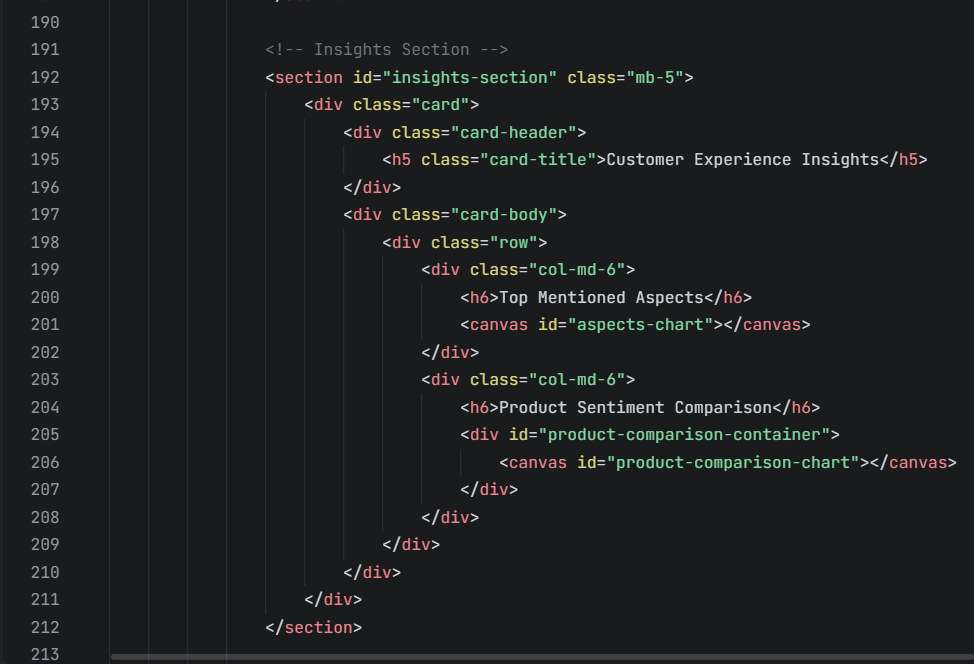 190
191 <!-- Insights Section -->
192 <section id="insights-section" class="mb-5">
193 <div class="card">
194 <div class="card-header">
195 <h5 class="card-title">Customer Experience Insights</h5>
196 </div>
197 <div class="card-body">
198 <div class="row">
199 <div class="col-md-6">
200 <h6>Top Mentioned Aspects</h6>
201 <canvas id="aspects-chart"></canvas>
202 </div>
203 <div class="col-md-6">
204 <h6>Product Sentiment Comparison</h6>
205 <div id="product-comparison-container">
206 <canvas id="product-comparison-chart"></canvas>
207 </div>
208 </div>
209 </div>
210 </div>
211 </div>
212 </section>
213